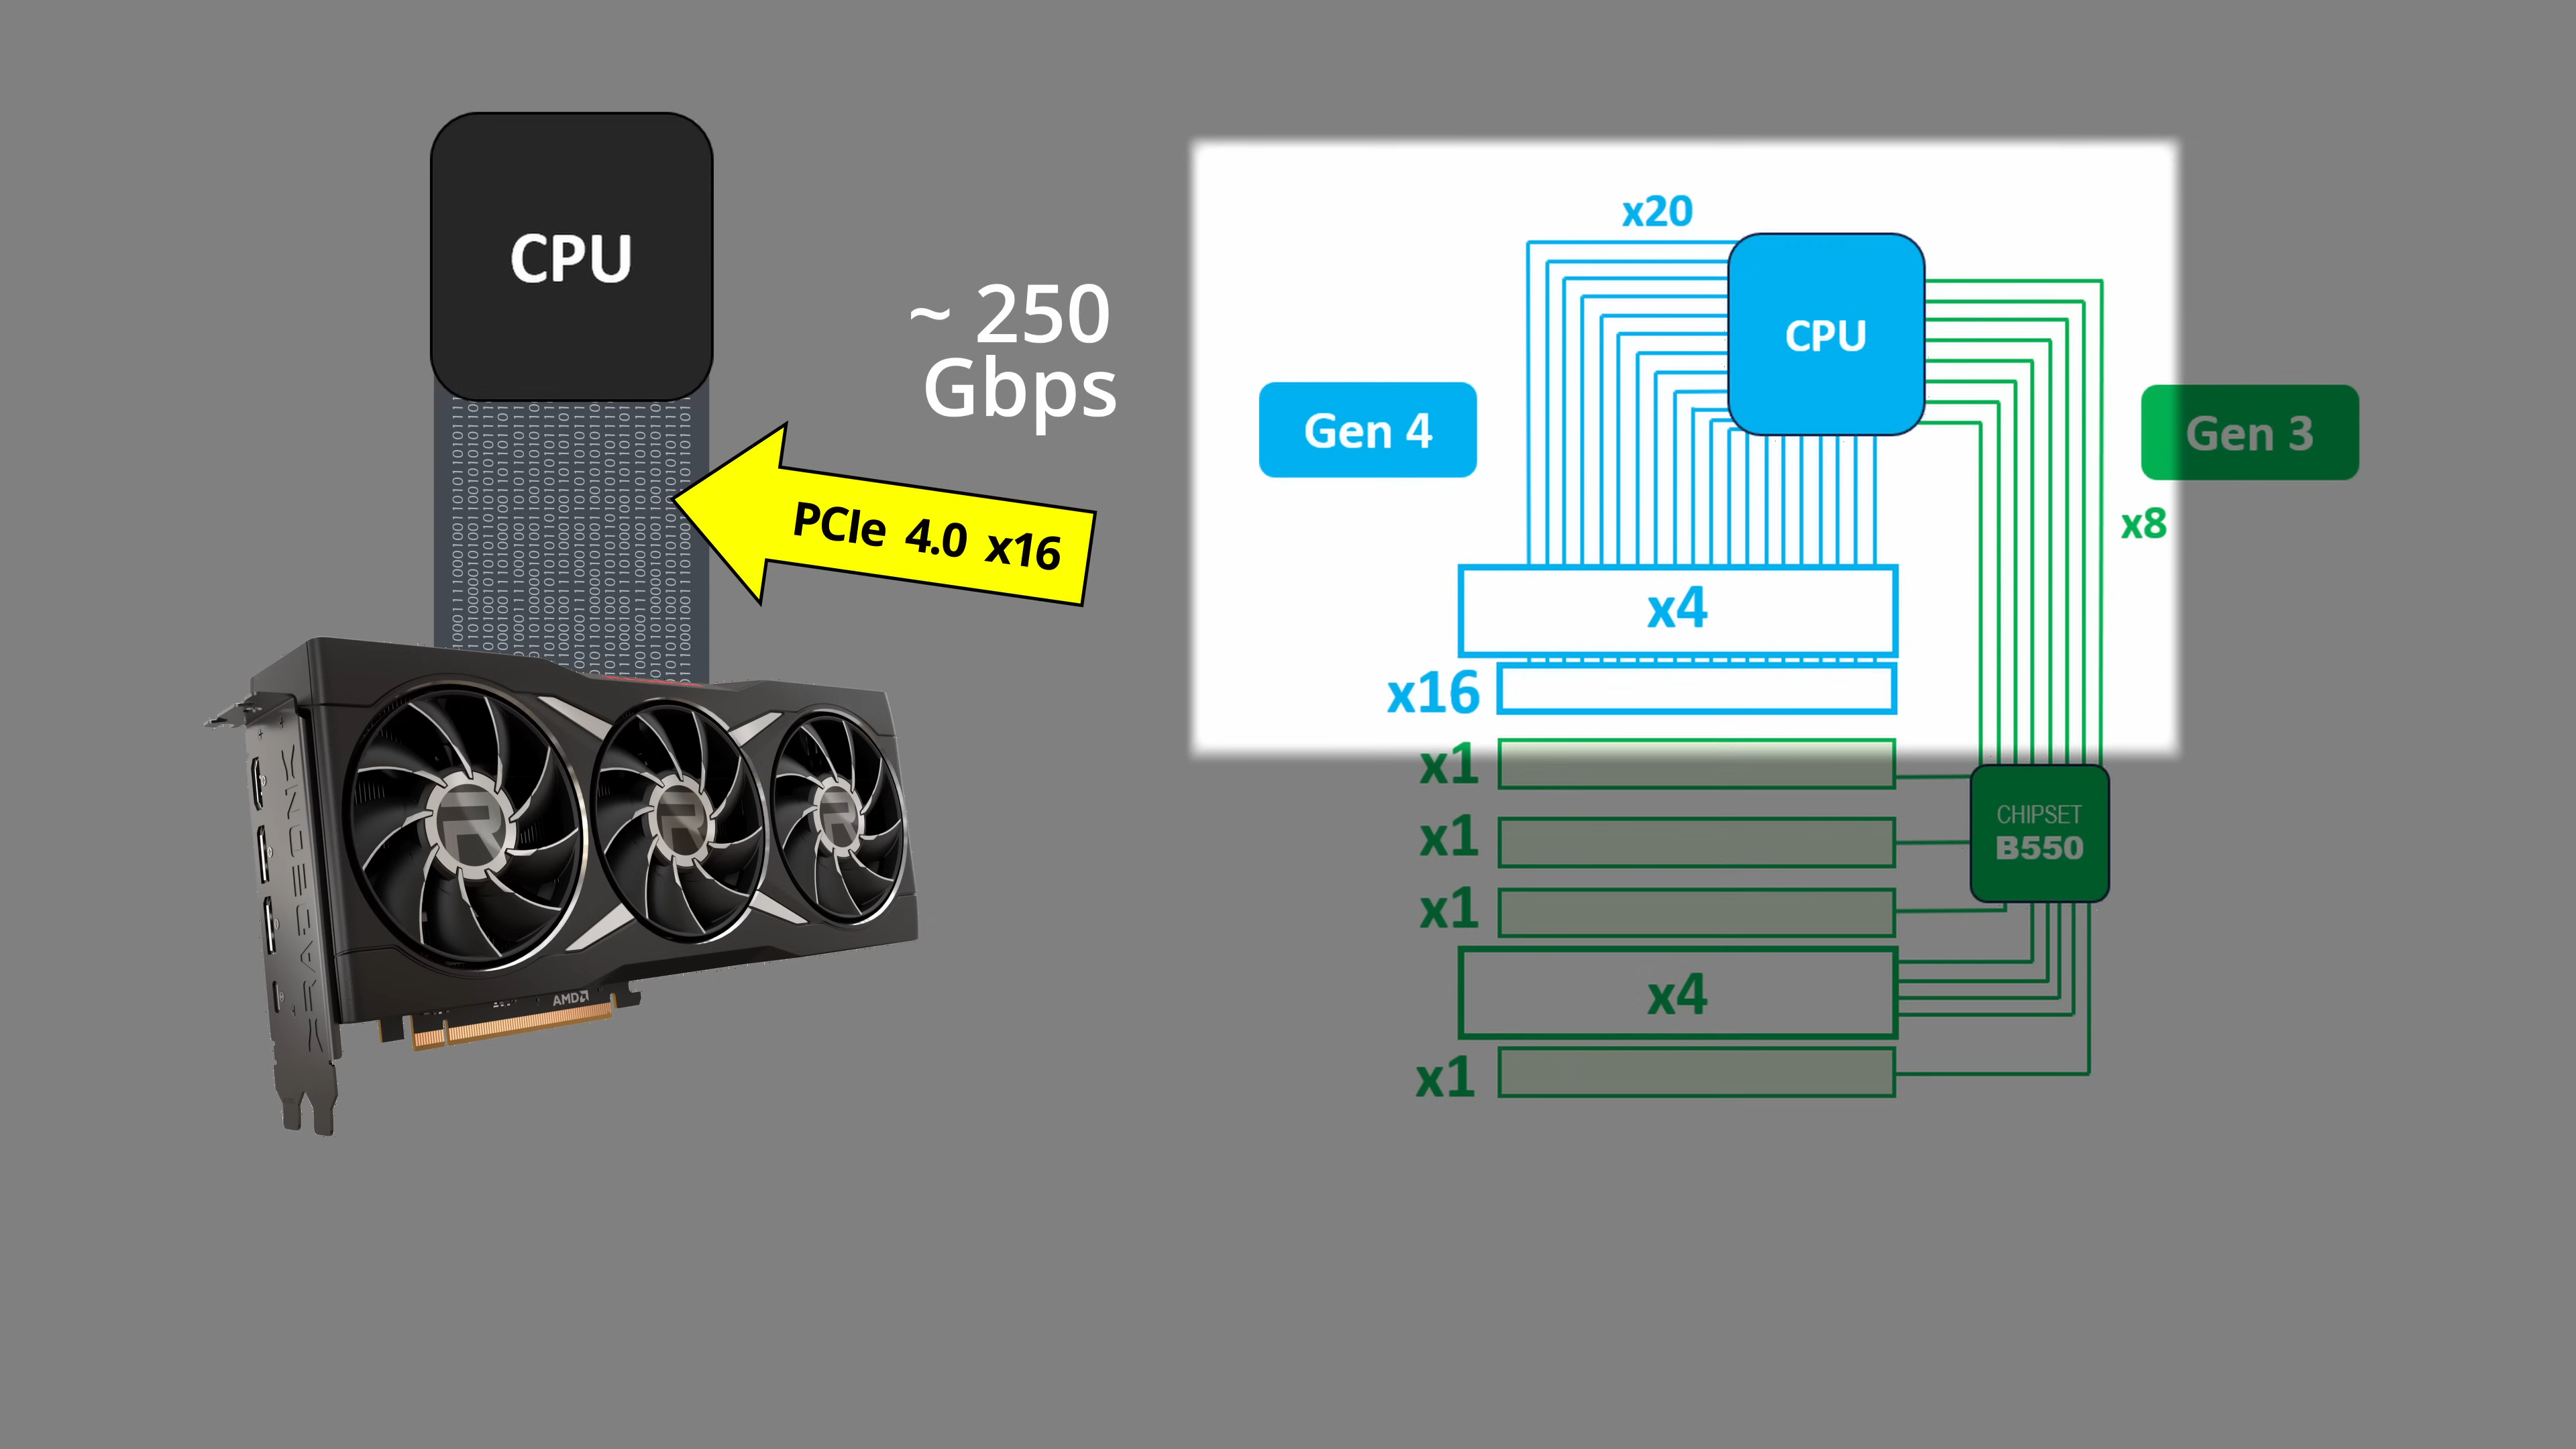 CPU
~ 250
Gbps
PCIe 4.0 x16
AMD
x20
CPU
Gen 4
Gen 3
x8
x4
x16
x1
CHIPSET
B550
x1
x1
x4
x1